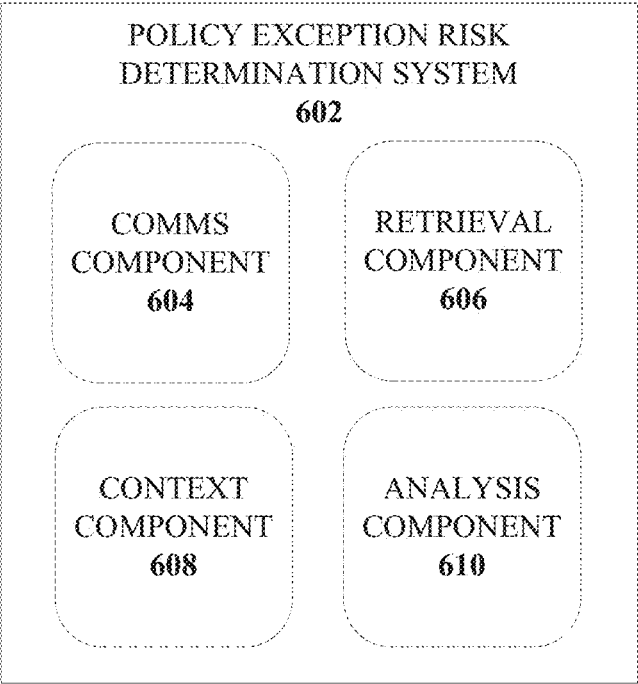 POLICY EXCEPTION RISK
DETERMINATION SYSTEM
602
COMMS
COMPONENT
604
RETRIEVAL
COMPONENT
606
CONTEXT
COMPONENT
608
ANALYSIS
COMPONENT
610